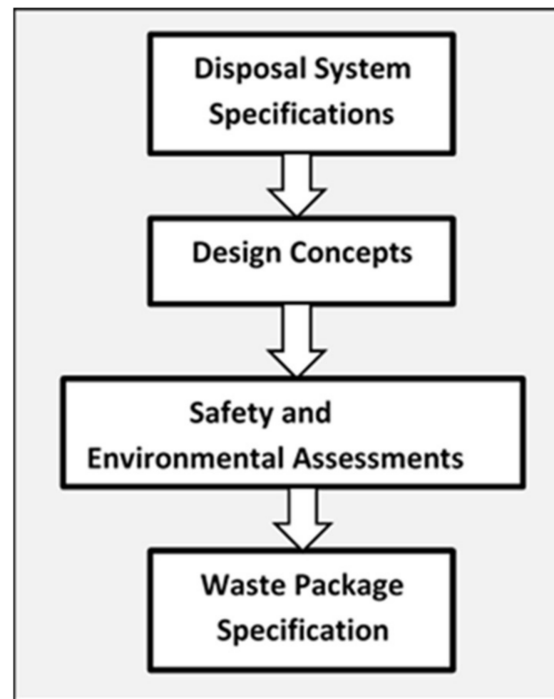 Disposal System
Specifications
Design Concepts
Safety and
Environmental Assessments
Waste Package
Specification